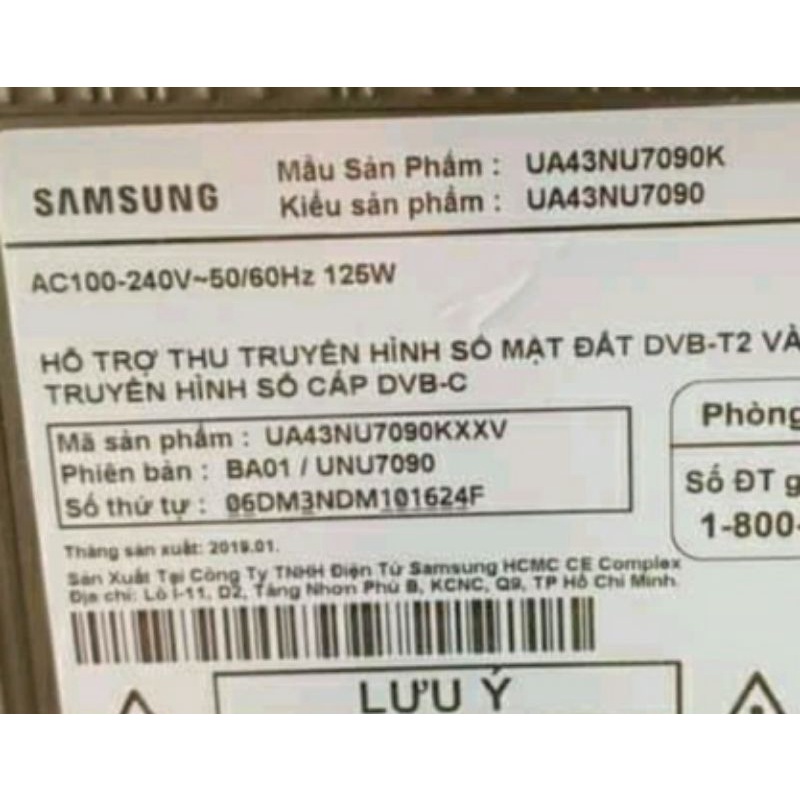 SAMSUNG
Mẫu Sản Phẩm : UA43NU7090K
Kiểu sản phẩm : UA43NU7090
AC100-240V~50/60Hz 125W
HỖ TRỢ THU TRUYỀN HÌNH SỐ MẶT ĐẤT DVB-T2 VÀ
TRUYỀN HÌNH SỐ CÁP DVB-C
Mã sản phẩm : UA43NU7090KXXV
Phiên bản : BA01 / UNU7090
Số thứ tự : 06DM3NDM101624F
Phòng
Số ĐT g
1-800-
Tháng sản xuất: 2019.01.
Sản Xuất Tại Công Ty TNHH Điện Tử Samsung HCMC CE Complex
Địa chỉ: Lô I-11, D2, Tăng Nhơn Phú B, KCNC, Q9, TP Hồ Chí Minh
LƯU Ý